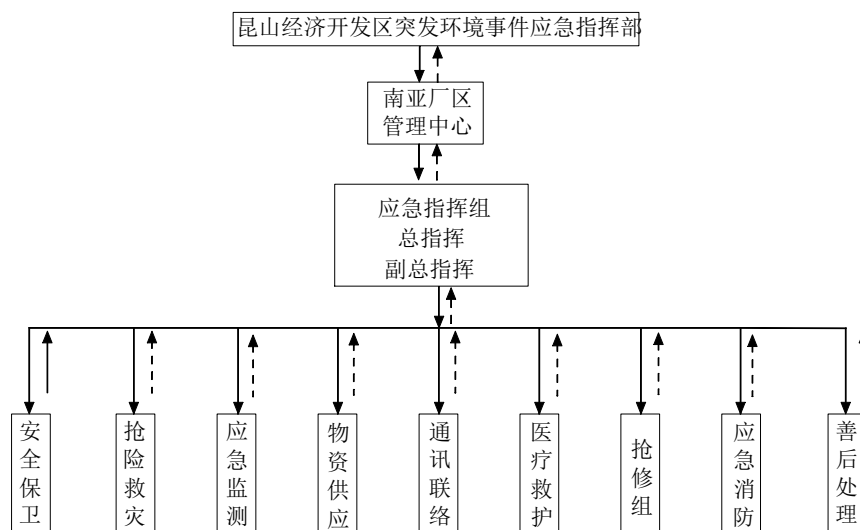 昆山经济开发区突发环境事件应急指挥部
南亚厂区
管理中心
应急指挥组
总指挥
副总指挥
安全保卫
抢险救灾
应急监测
物资供应
通讯联络
医疗救护
抢修组
应急消防
善后处理